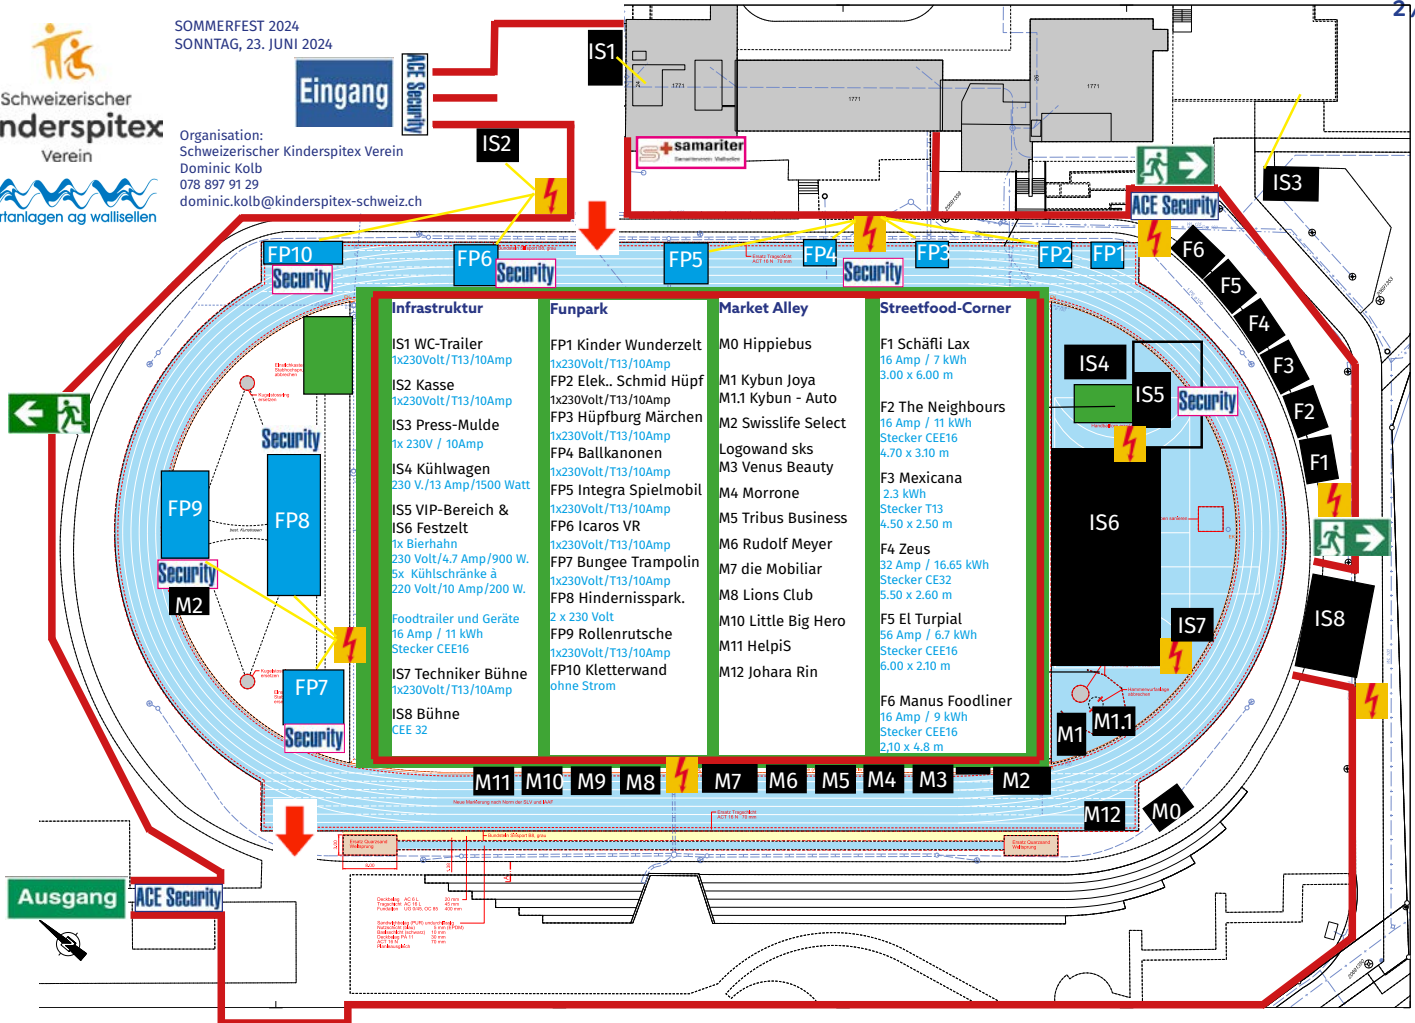 SOMMERFEST 2024
SONNTAG, 23. JUNI 2024
Schweizerischer
nderspitex
Verein
rtanlagen ag wallisellen
Organisation:
Schweizerischer Kinderspitex Verein
Dominic Kolb
078 897 91 29
dominic.kolb@kinderspitex-schweiz.ch
Eingang
ACE Security
IS1
IS2
IS3
1771
1771
1771
samariter
Samariterverein Wallisellen
ACE Security
FP10
Security
FP6
Security
FP5
FP4
Security
FP3
FP2
FP1
F6
F5
F4
F3
F2
F1
Infrastruktur
IS1 WC-Trailer
1x230Volt/T13/10Amp
IS2 Kasse
1x230Volt/T13/10Amp
IS3 Press-Mulde
1x 230V / 10Amp
IS4 Kühlwagen
230 V./13 Amp/1500 Watt
IS5 VIP-Bereich &
IS6 Festzelt
1x Bierhahn
230 Volt/4.7 Amp/900 W.
5x Kühlschränke à
220 Volt/10 Amp/200 W.
Foodtrailer und Geräte
16 Amp / 11 kWh
Stecker CEE16
IS7 Techniker Bühne
1x230Volt/T13/10Amp
IS8 Bühne
CEE 32
Funpark
FP1 Kinder Wunderzelt
1x230Volt/T13/10Amp
FP2 Elek.. Schmid Hüpf
1x230Volt/T13/10Amp
FP3 Hüpfburg Märchen
1x230Volt/T13/10Amp
FP4 Ballkanonen
1x230Volt/T13/10Amp
FP5 Integra Spielmobil
1x230Volt/T13/10Amp
FP6 Icaros VR
1x230Volt/T13/10Amp
FP7 Bungee Trampolin
1x230Volt/T13/10Amp
FP8 Hindernisspark.
2 x 230 Volt
FP9 Rollenrutsche
1x230Volt/T13/10Amp
FP10 Kletterwand
ohne Strom
Market Alley
M0 Hippiebus
M1 Kybun Joya
M1.1 Kybun - Auto
M2 Swisslife Select
Logowand sks
M3 Venus Beauty
M4 Morrone
M5 Tribus Business
M6 Rudolf Meyer
M7 die Mobiliar
M8 Lions Club
M10 Little Big Hero
M11 HelpiS
M12 Johara Rin
Streetfood-Corner
F1 Schäfli Lax
16 Amp / 7 kWh
3.00 x 6.00 m
F2 The Neighbours
16 Amp / 11 kWh
Stecker CEE16
4.70 x 3.10 m
F3 Mexicana
2.3 kWh
Stecker T13
4.50 x 2.50 m
F4 Zeus
32 Amp / 16.65 kWh
Stecker CE32
5.50 x 2.60 m
F5 El Turpial
56 Amp / 6.7 kWh
Stecker CEE16
6.00 x 2.10 m
F6 Manus Foodliner
16 Amp / 9 kWh
Stecker CEE16
2,10 x 4.8 m
IS4
IS5
Security
IS6
IS7
IS8
Security
FP9
FP8
Security
M2
FP7
Security
M1
M1.1
M11
M10
M9
M8
M7
M6
M5
M4
M3
M2
M12
M0
Ausgang
ACE Security